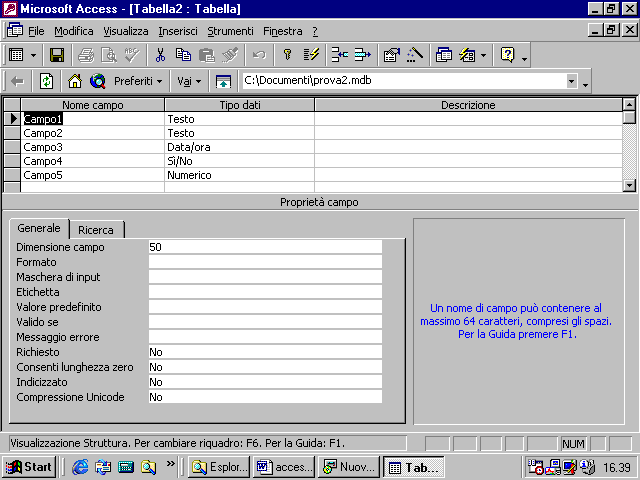 Microsoft Access - [Tabella2 : Tabella]
File Modifica Visualizza Inserisci Strumenti Finestra ?
Preferiti Vai C:\Documenti\prova2.mdb
Nome campo Tipo dati Descrizione
Campo1 Testo
Campo2 Testo
Campo3 Data/ora
Campo4 Sì/No
Campo5 Numerico
Proprietà campo
Generale Ricerca
Dimensione campo 50
Formato
Maschera di input
Etichetta
Valore predefinito
Valido se
Messaggio errore
Richiesto No
Consenti lunghezza zero No
Indicizzato No
Compressione Unicode No
Un nome di campo può contenere al
massimo 64 caratteri, compresi gli spazi.
Per la Guida premere F1.
Visualizzazione Struttura. Per cambiare riquadro: F6. Per la Guida: F1. NUM
Start » Esplor... acces... Nuov... Tab... 16.39